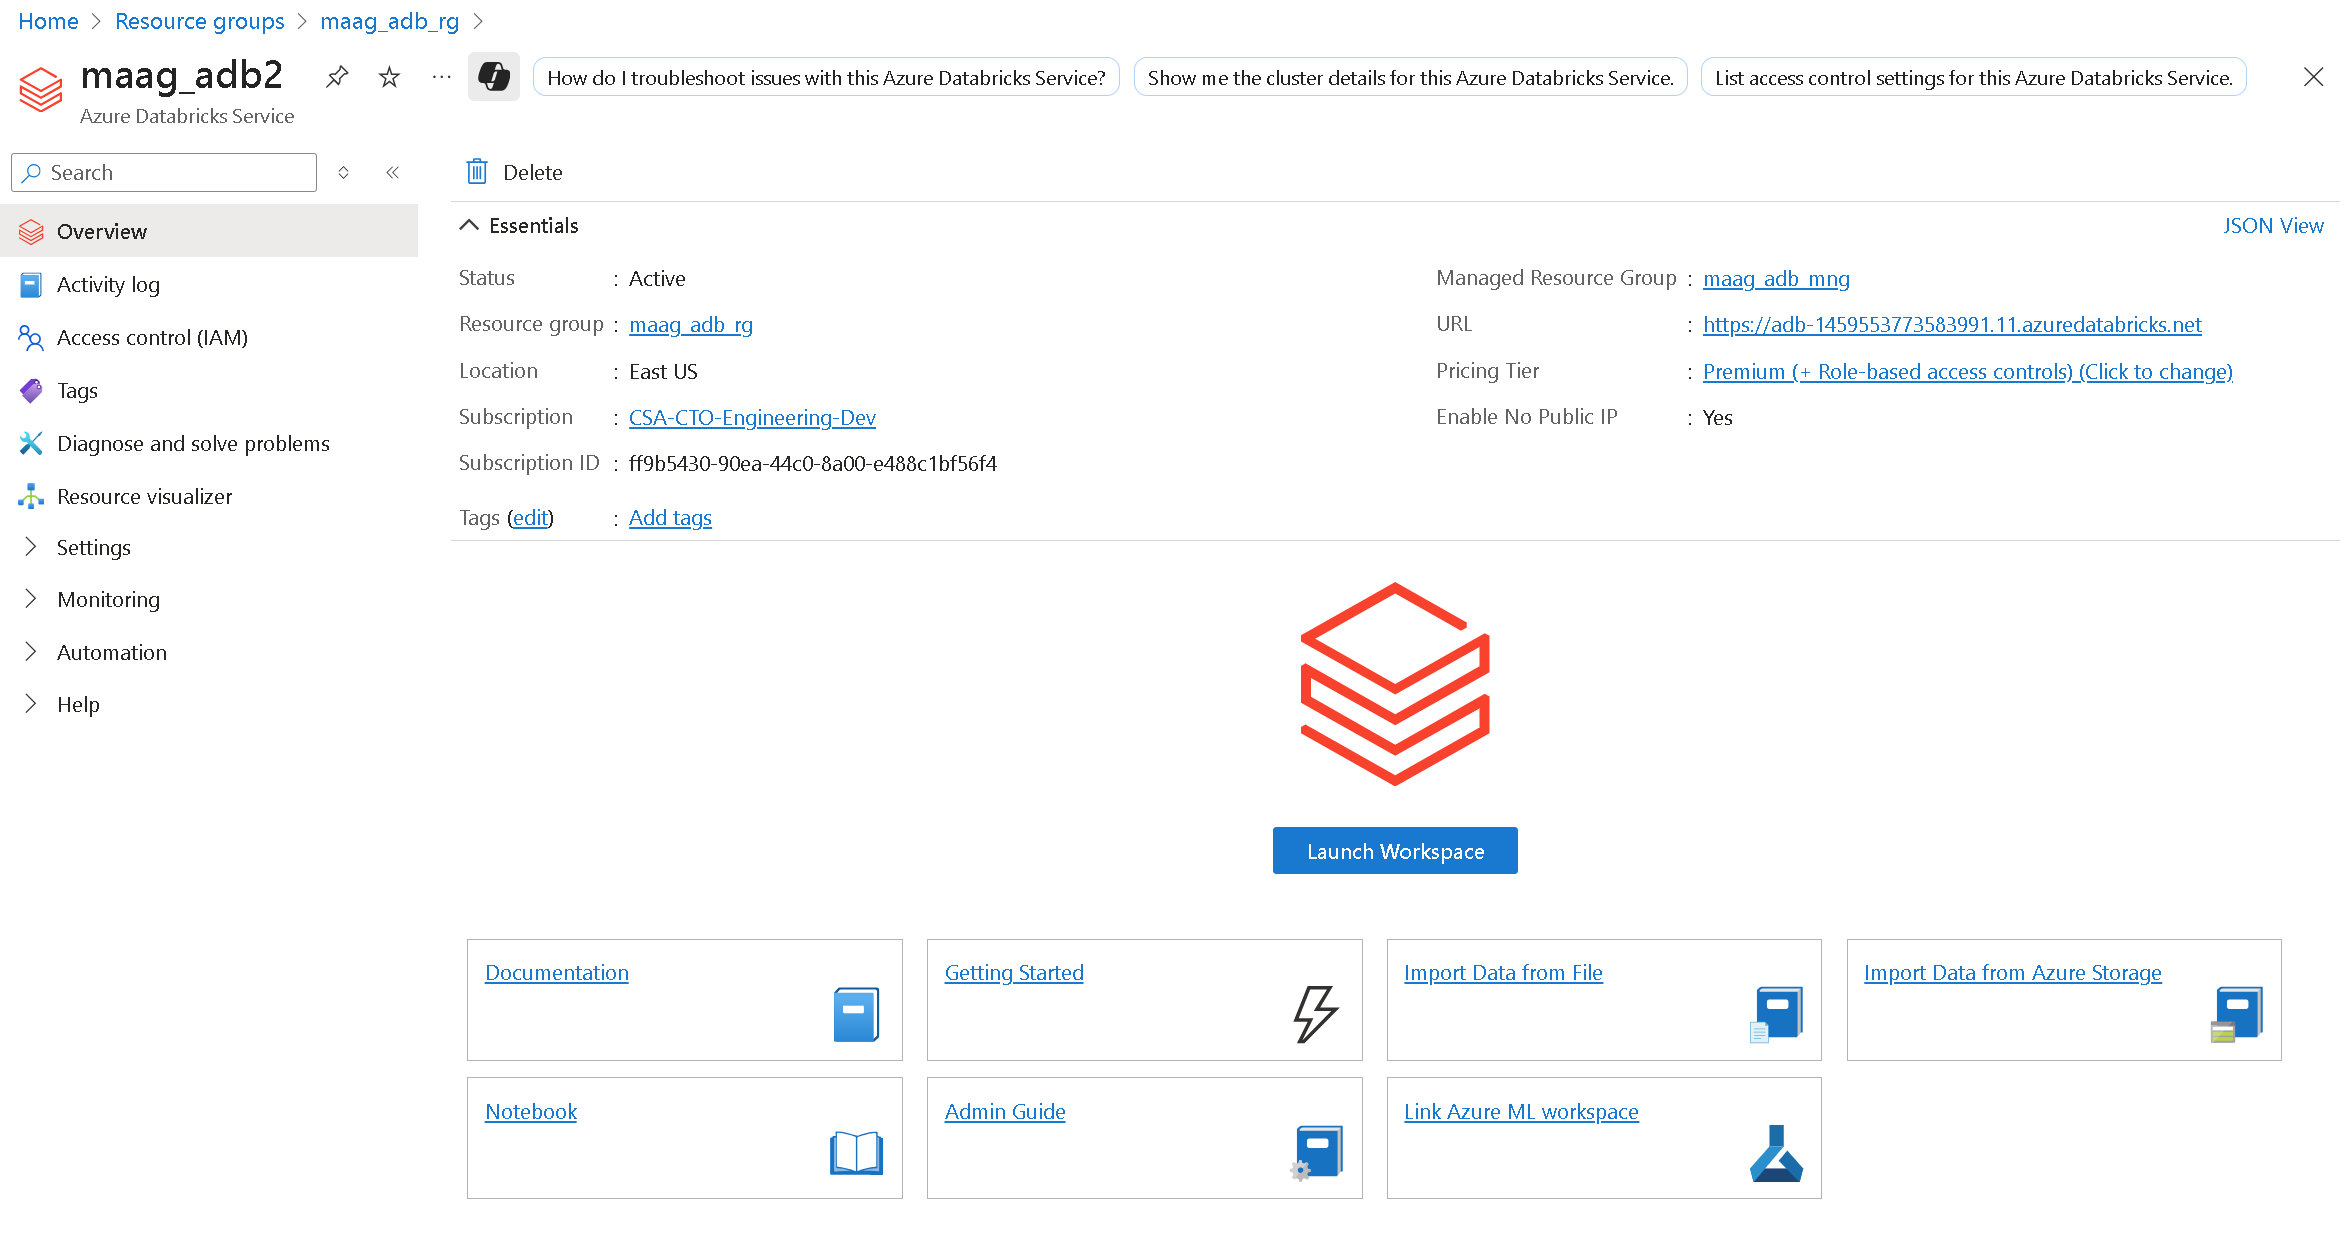 Home > Resource groups > maag_adb_rg >
maag_adb2
Azure Databricks Service
How do I troubleshoot issues with this Azure Databricks Service?
Show me the cluster details for this Azure Databricks Service.
List access control settings for this Azure Databricks Service.
Search
Overview
Activity log
Access control (IAM)
Tags
Diagnose and solve problems
Resource visualizer
Settings
Monitoring
Automation
Help
Delete
Essentials
JSON View
Status : Active
Resource group : maag_adb_rg
Location : East US
Subscription : CSA-CTO-Engineering-Dev
Subscription ID : ff9b5430-90ea-44c0-8a00-e488c1bf56f4
Tags (edit) : Add tags
Managed Resource Group : maag_adb_mng
URL : https://adb-1459553773583991.11.azuredatabricks.net
Pricing Tier : Premium (+ Role-based access controls) (Click to change)
Enable No Public IP : Yes
Launch Workspace
Documentation
Getting Started
Import Data from File
Import Data from Azure Storage
Notebook
Admin Guide
Link Azure ML workspace